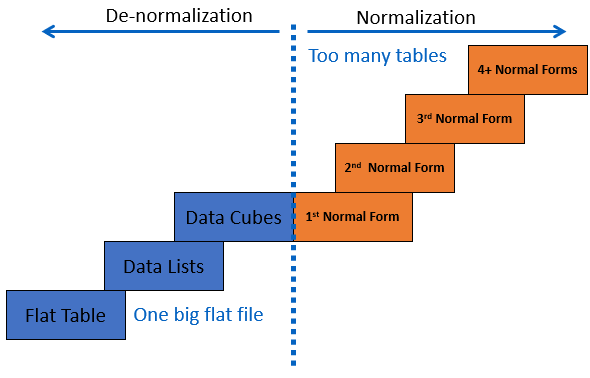 De-normalization
Normalization
Too many tables
4+ Normal Forms
3rd Normal Form
2nd Normal Form
Data Cubes
1st Normal Form
Data Lists
Flat Table
One big flat file